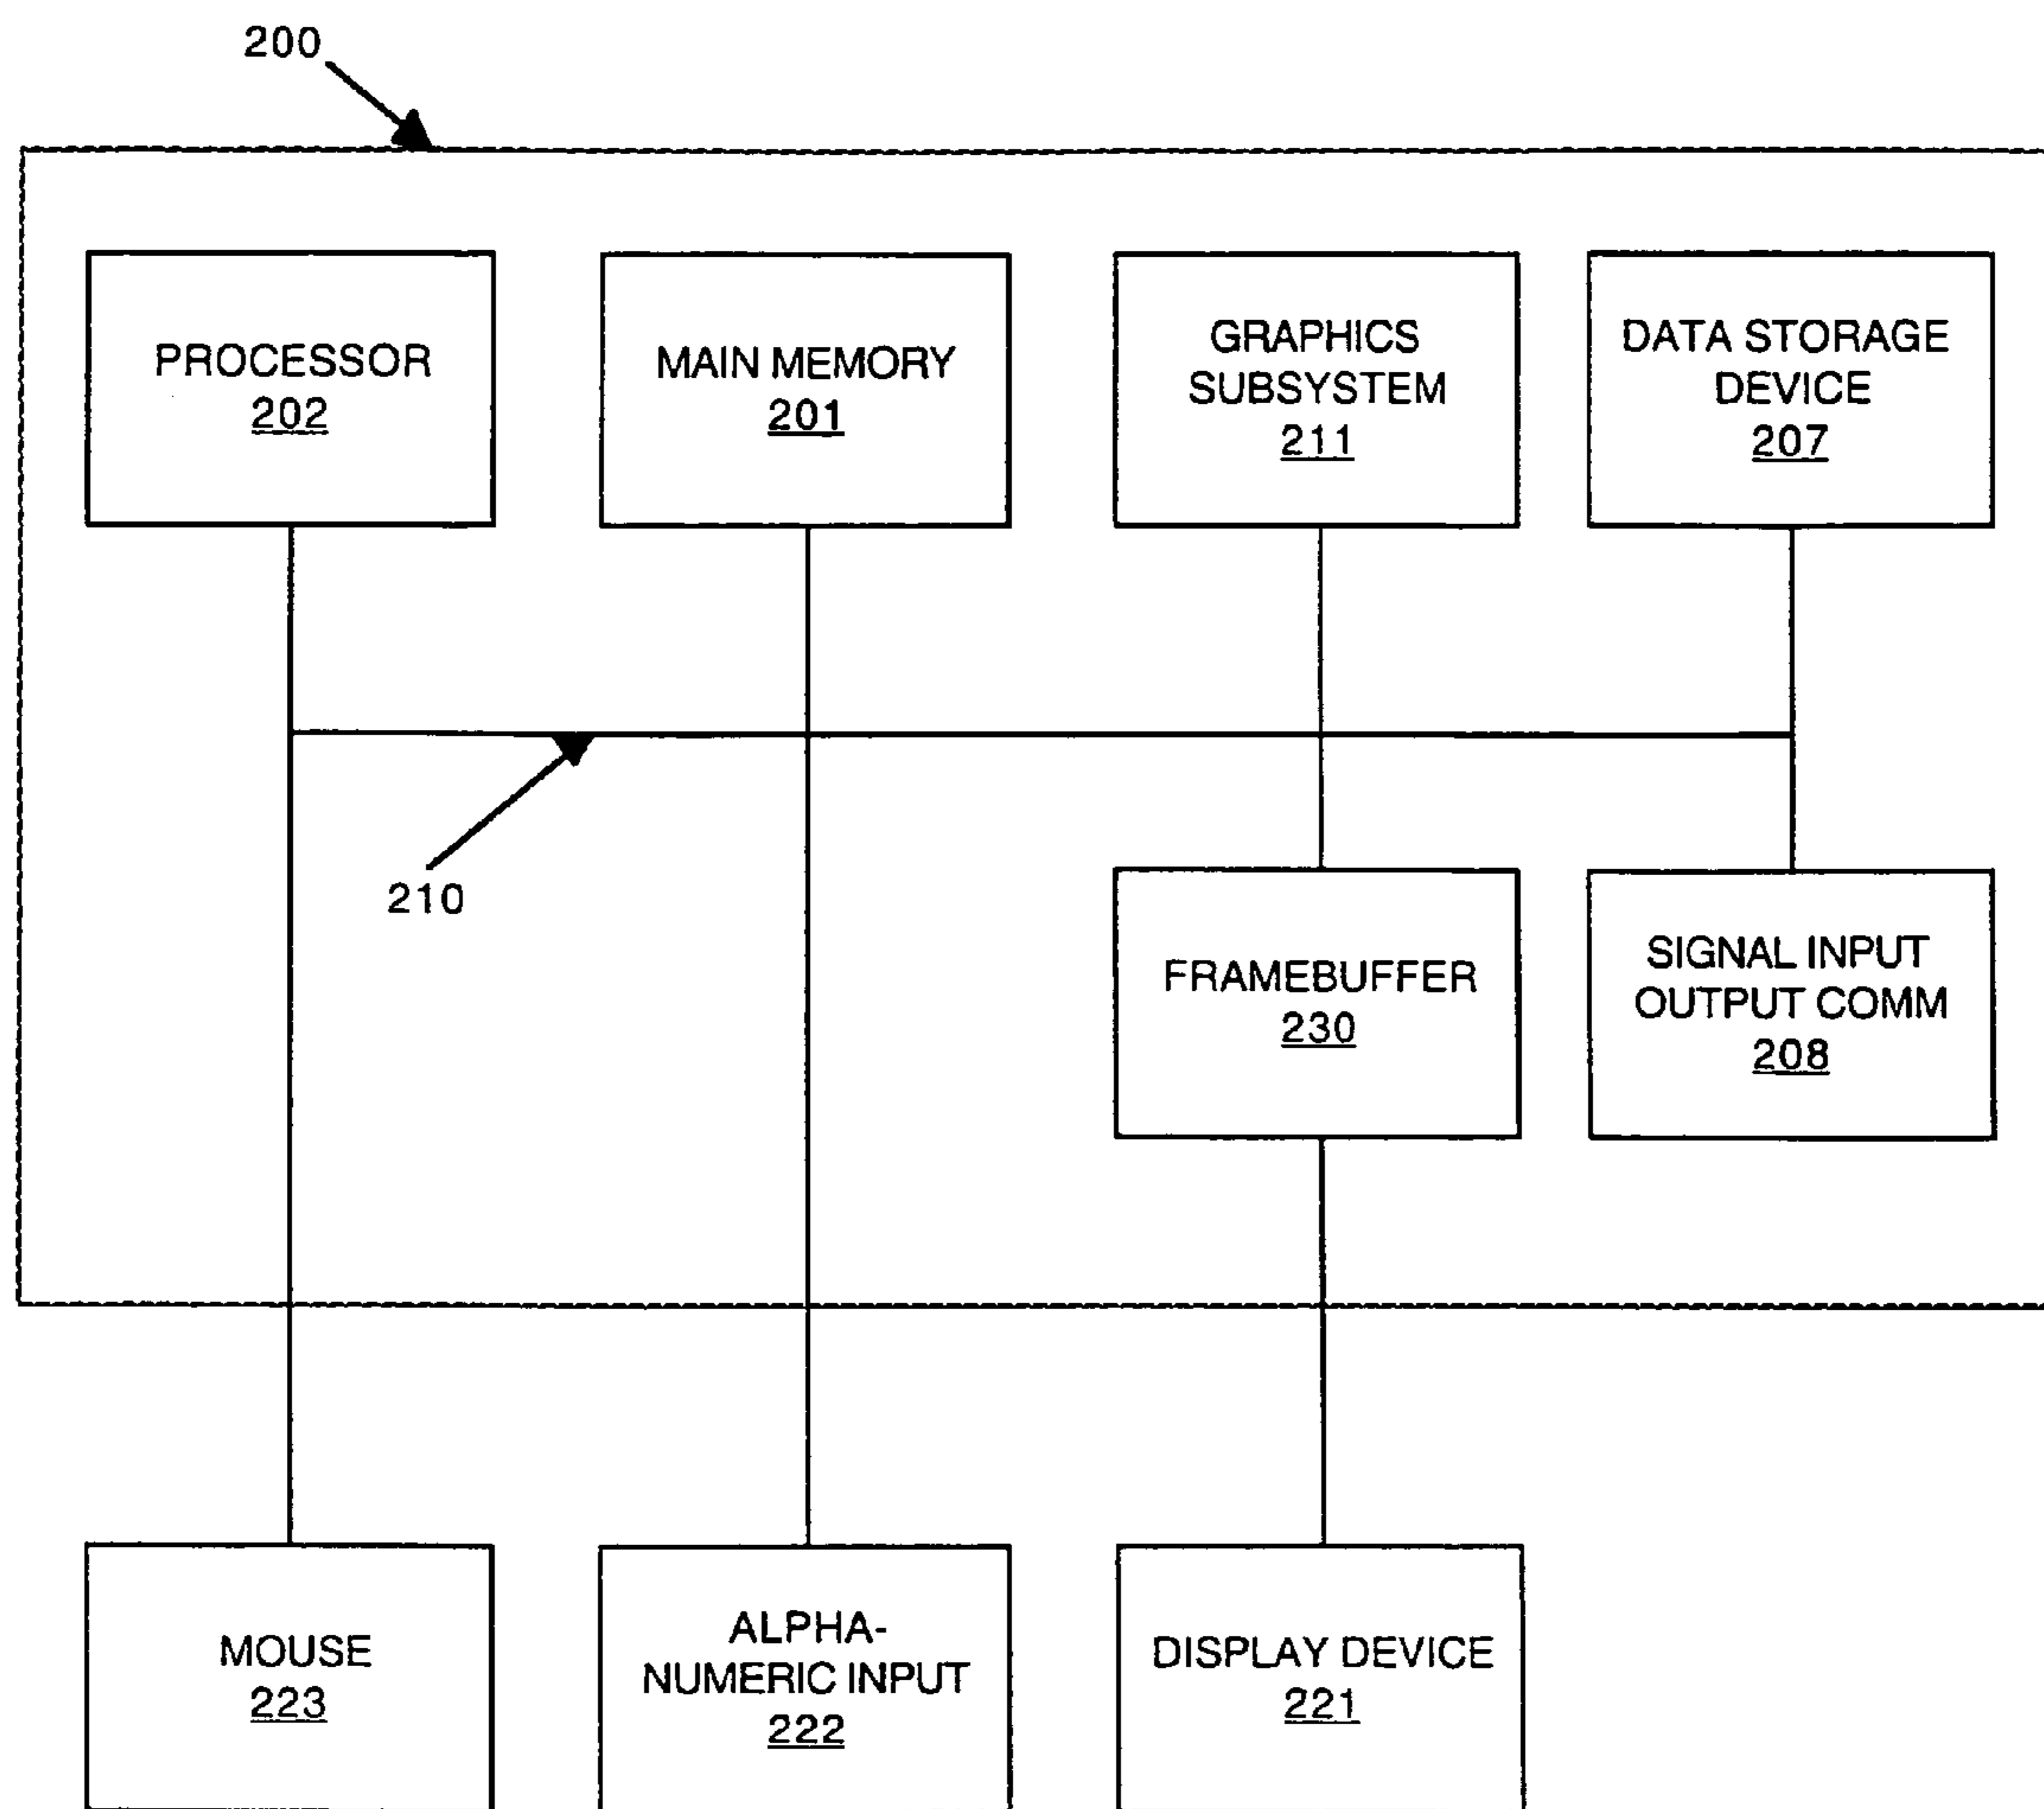 200
PROCESSOR
202
MAIN MEMORY
201
GRAPHICS
SUBSYSTEM
211
DATA STORAGE
DEVICE
207
210
FRAMEBUFFER
230
SIGNAL INPUT
OUTPUT COMM
208
MOUSE
223
ALPHA-
NUMERIC INPUT
222
DISPLAY DEVICE
221